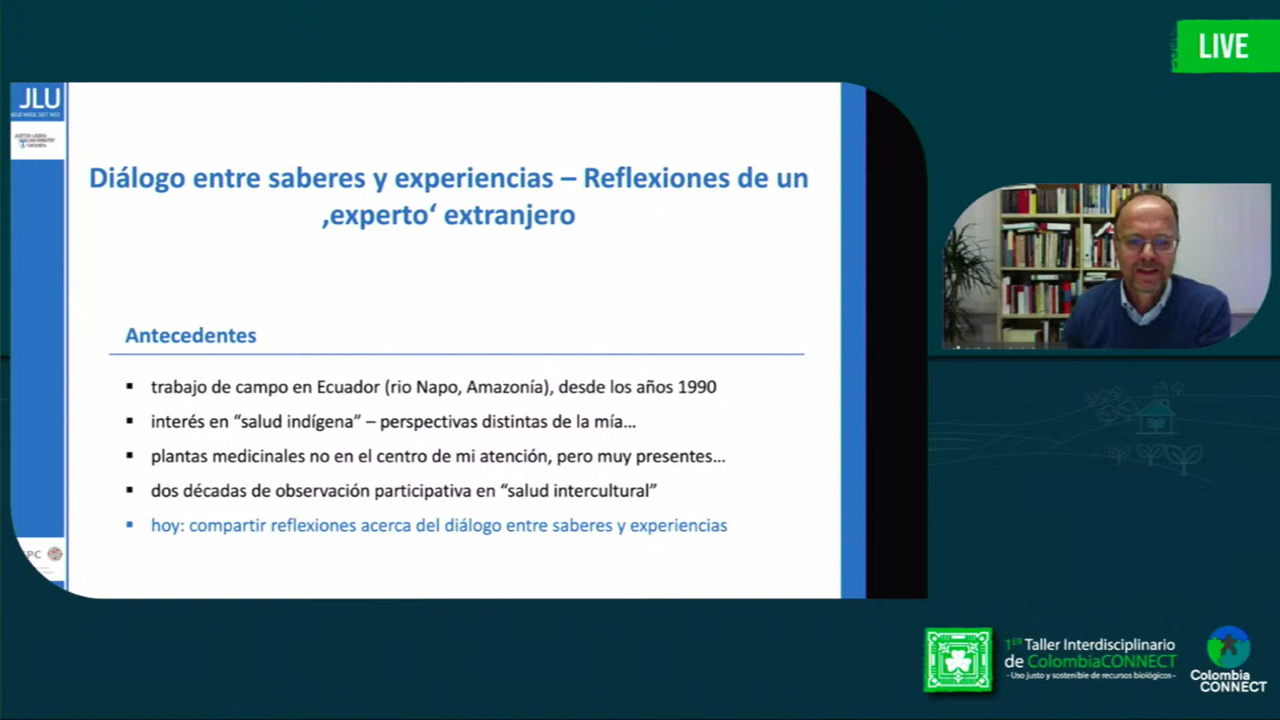 LIVE
JLU
Diálogo entre saberes y experiencias – Reflexiones de un
‚experto‘ extranjero
Antecedentes
▪ trabajo de campo en Ecuador (rio Napo, Amazonía), desde los años 1990
▪ interés en “salud indígena” – perspectivas distintas de la mía...
▪ plantas medicinales no en el centro de mi atención, pero muy presentes...
▪ dos décadas de observación participativa en “salud intercultural”
▪ hoy: compartir reflexiones acerca del diálogo entre saberes y experiencias
1ER Taller Interdisciplinario
de ColombiaCONNECT
- Uso justo y sostenible de recursos biológicos -
Colombia
CONNECT